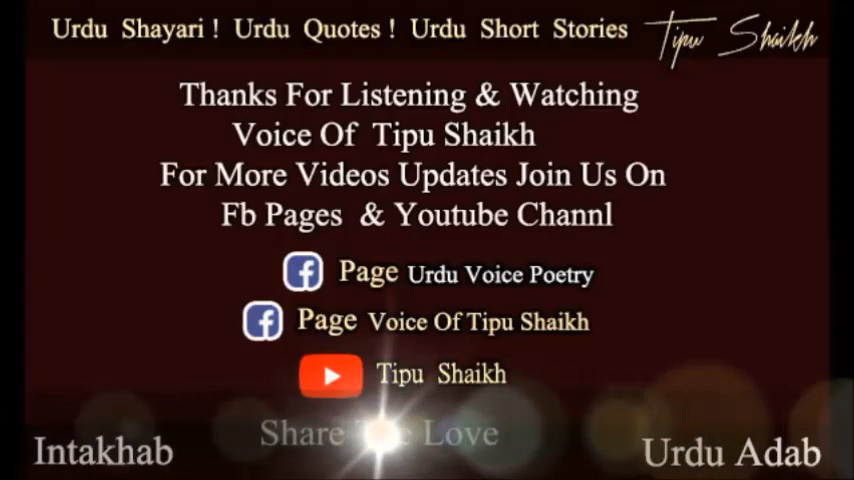 Urdu Shayari ! Urdu Quotes ! Urdu Short Stories Tipu Shaikh
Thanks For Listening & Watching
Voice Of Tipu Shaikh
For More Videos Updates Join Us On
Fb Pages & Youtube Channl
Page Urdu Voice Poetry
Page Voice Of Tipu Shaikh
Tipu Shaikh
Share The Love
Intakhab
Urdu Adab